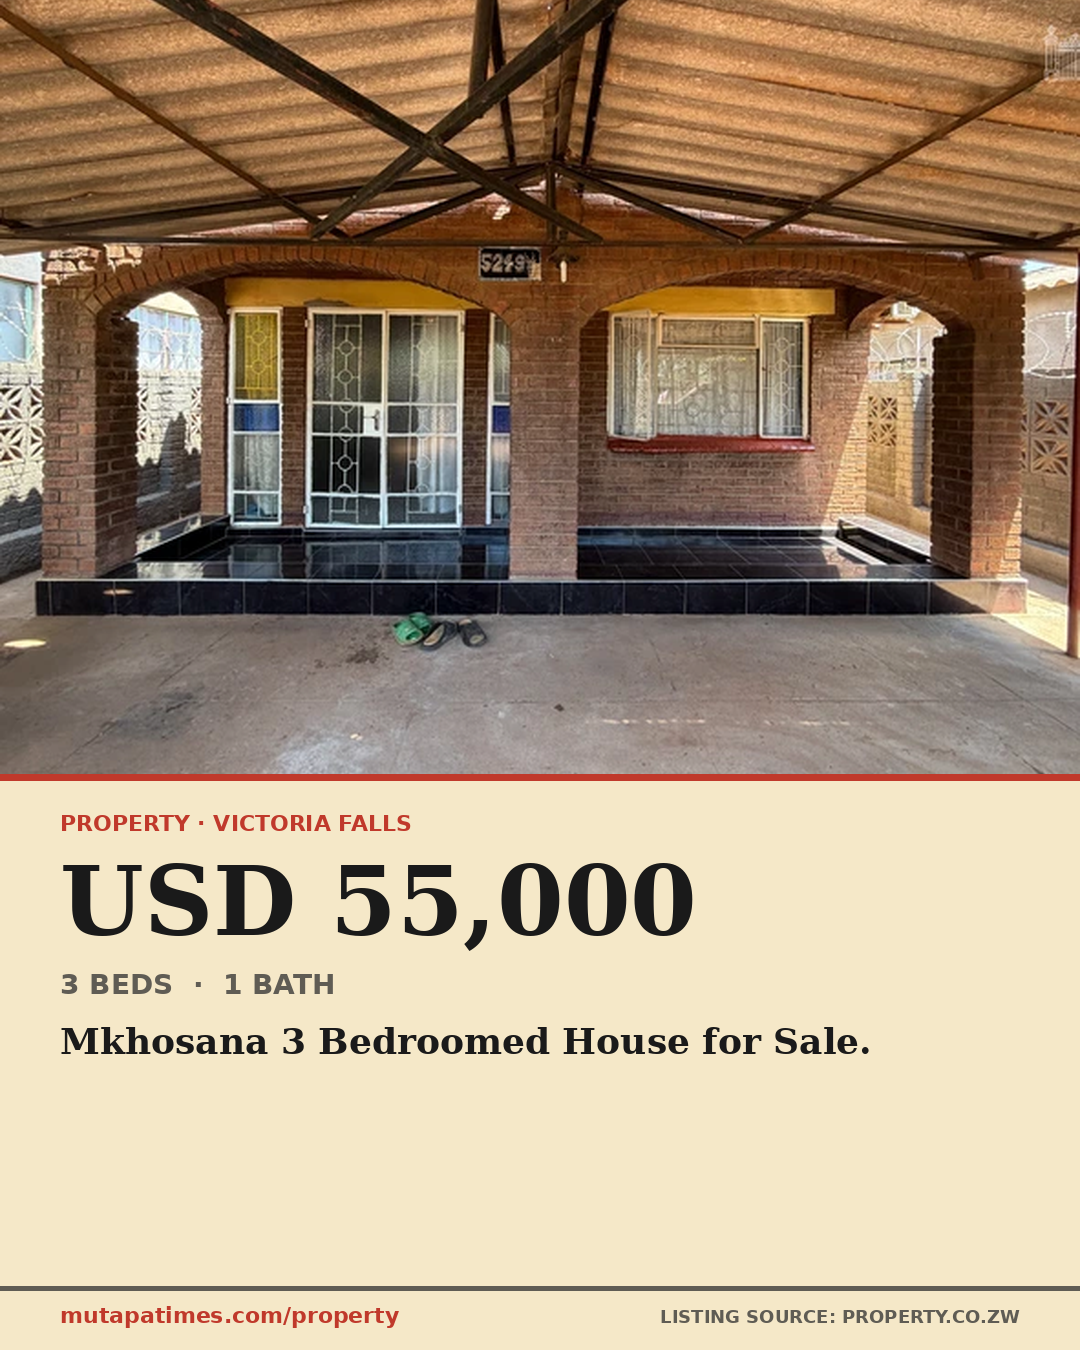 5249
PROPERTY · VICTORIA FALLS
USD 55,000
3 BEDS · 1 BATH
Mkhosana 3 Bedroomed House for Sale.
mutapatimes.com/property
LISTING SOURCE: PROPERTY.CO.ZW